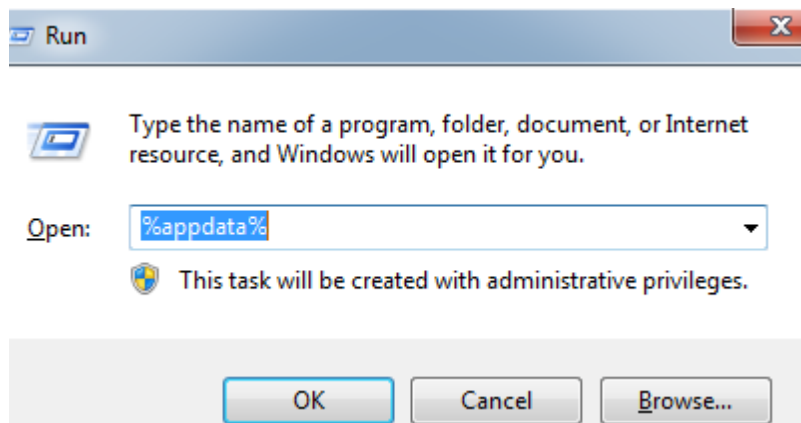 Run
Type the name of a program, folder, document, or Internet
resource, and Windows will open it for you.
Open: %appdata%
This task will be created with administrative privileges.
OK Cancel Browse...